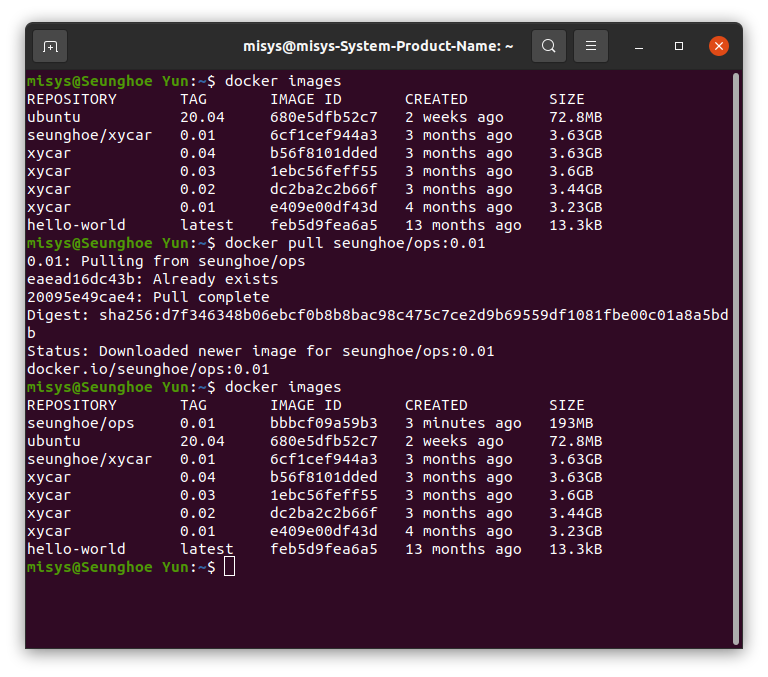 misys@misys-System-Product-Name: ~
misys@Seunghoe Yun:~$ docker images
REPOSITORY TAG IMAGE ID CREATED SIZE
ubuntu 20.04 680e5dfb52c7 2 weeks ago 72.8MB
seunghoe/xycar 0.01 6cf1cef944a3 3 months ago 3.63GB
xycar 0.04 b56f8101dded 3 months ago 3.63GB
xycar 0.03 1ebc56feff55 3 months ago 3.6GB
xycar 0.02 dc2ba2c2b66f 3 months ago 3.44GB
xycar 0.01 e409e00df43d 4 months ago 3.23GB
hello-world latest feb5d9fea6a5 13 months ago 13.3kB
misys@Seunghoe Yun:~$ docker pull seunghoe/ops:0.01
0.01: Pulling from seunghoe/ops
eaead16dc43b: Already exists
20095e49cae4: Pull complete
Digest: sha256:d7f346348b06ebcf0b8b8bac98c475c7ce2d9b69559df1081fbe00c01a8a5bd
b
Status: Downloaded newer image for seunghoe/ops:0.01
docker.io/seunghoe/ops:0.01
misys@Seunghoe Yun:~$ docker images
REPOSITORY TAG IMAGE ID CREATED SIZE
seunghoe/ops 0.01 bbbcf09a59b3 3 minutes ago 193MB
ubuntu 20.04 680e5dfb52c7 2 weeks ago 72.8MB
seunghoe/xycar 0.01 6cf1cef944a3 3 months ago 3.63GB
xycar 0.04 b56f8101dded 3 months ago 3.63GB
xycar 0.03 1ebc56feff55 3 months ago 3.6GB
xycar 0.02 dc2ba2c2b66f 3 months ago 3.44GB
xycar 0.01 e409e00df43d 4 months ago 3.23GB
hello-world latest feb5d9fea6a5 13 months ago 13.3kB
misys@Seunghoe Yun:~$